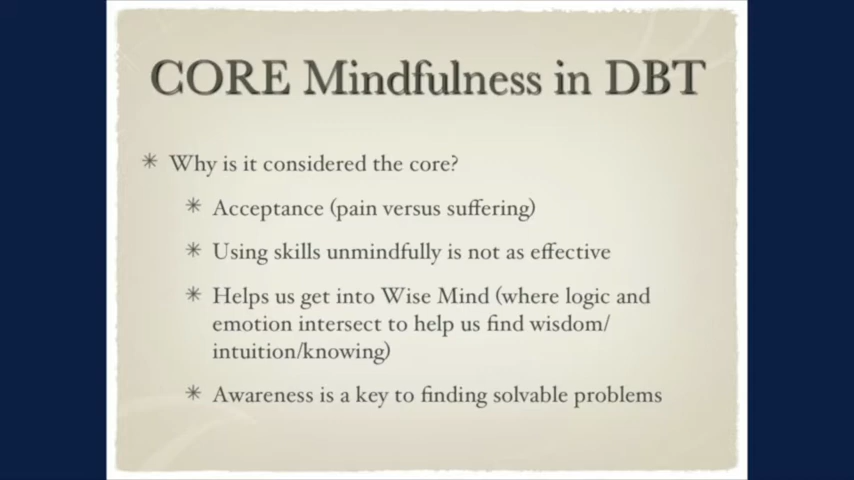 CORE Mindfulness in DBT
* Why is it considered the core?
* Acceptance (pain versus suffering)
* Using skills unmindfully is not as effective
* Helps us get into Wise Mind (where logic and
emotion intersect to help us find wisdom/
intuition/knowing)
* Awareness is a key to finding solvable problems